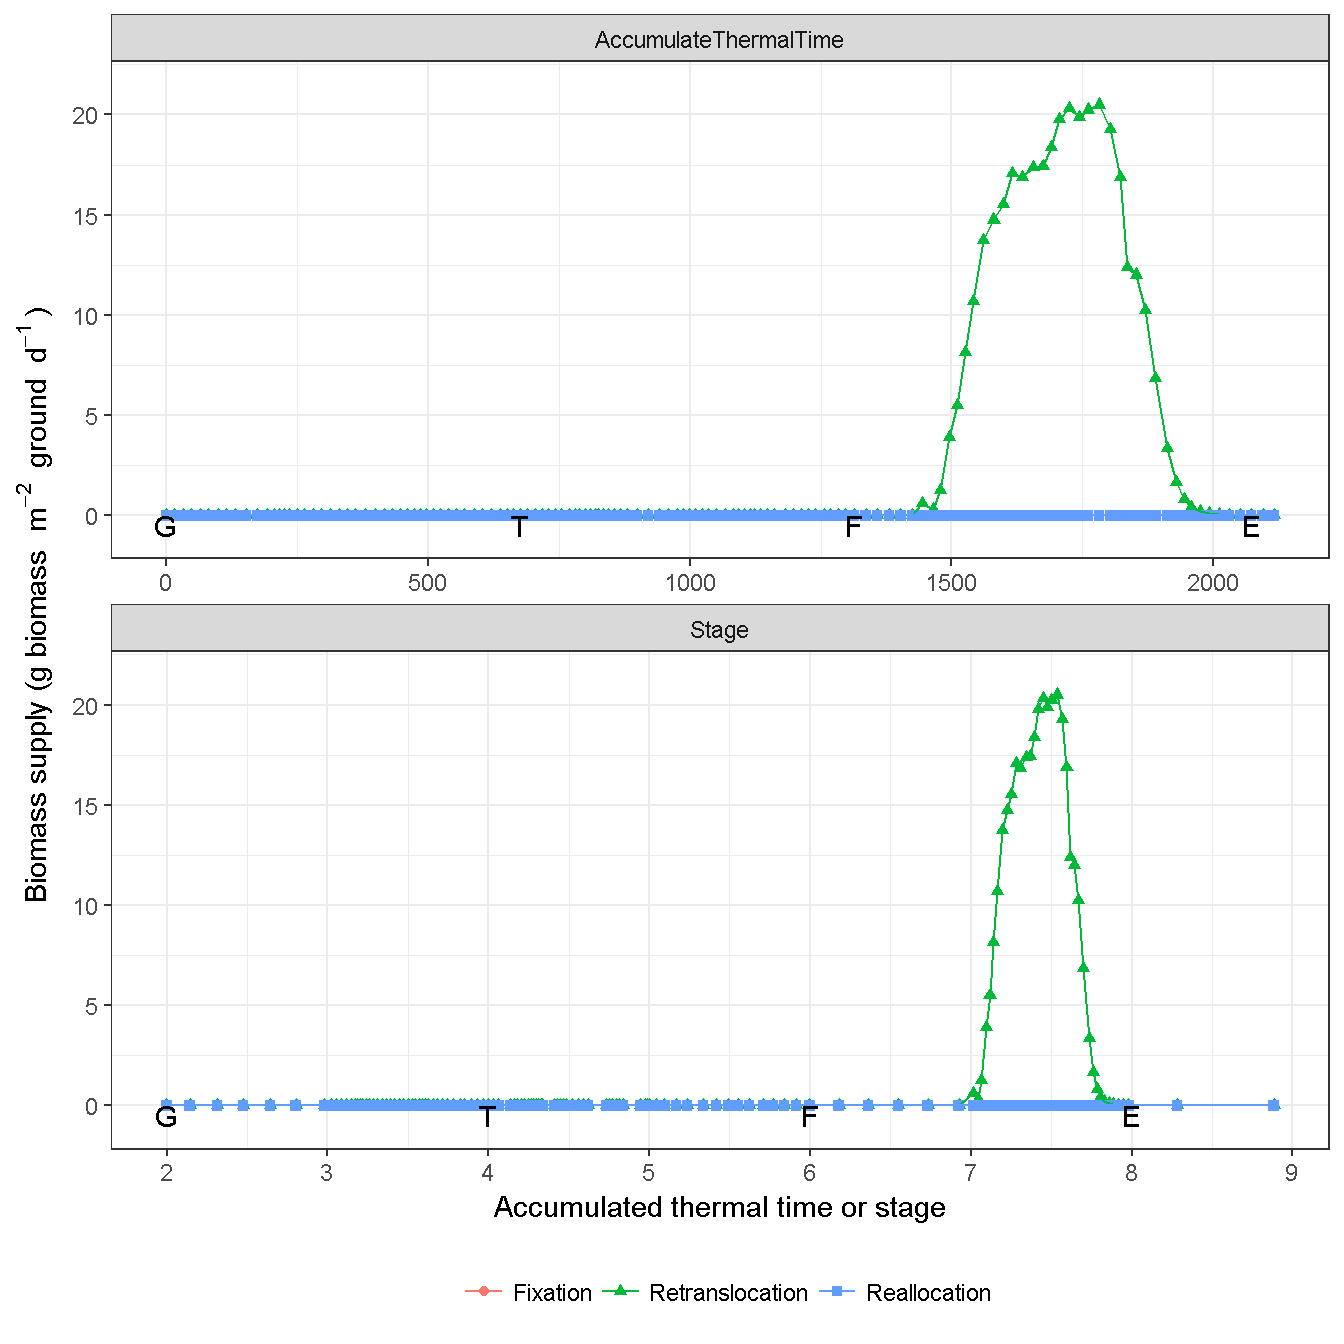 AccumulateThermalTime
20
15
10
5
0
G T F E
0 500 1000 1500 2000
Biomass supply (g biomass m−2 ground d−1)
Stage
20
15
10
5
0
G T F E
2 3 4 5 6 7 8 9
Accumulated thermal time or stage
Fixation Retranslocation Reallocation